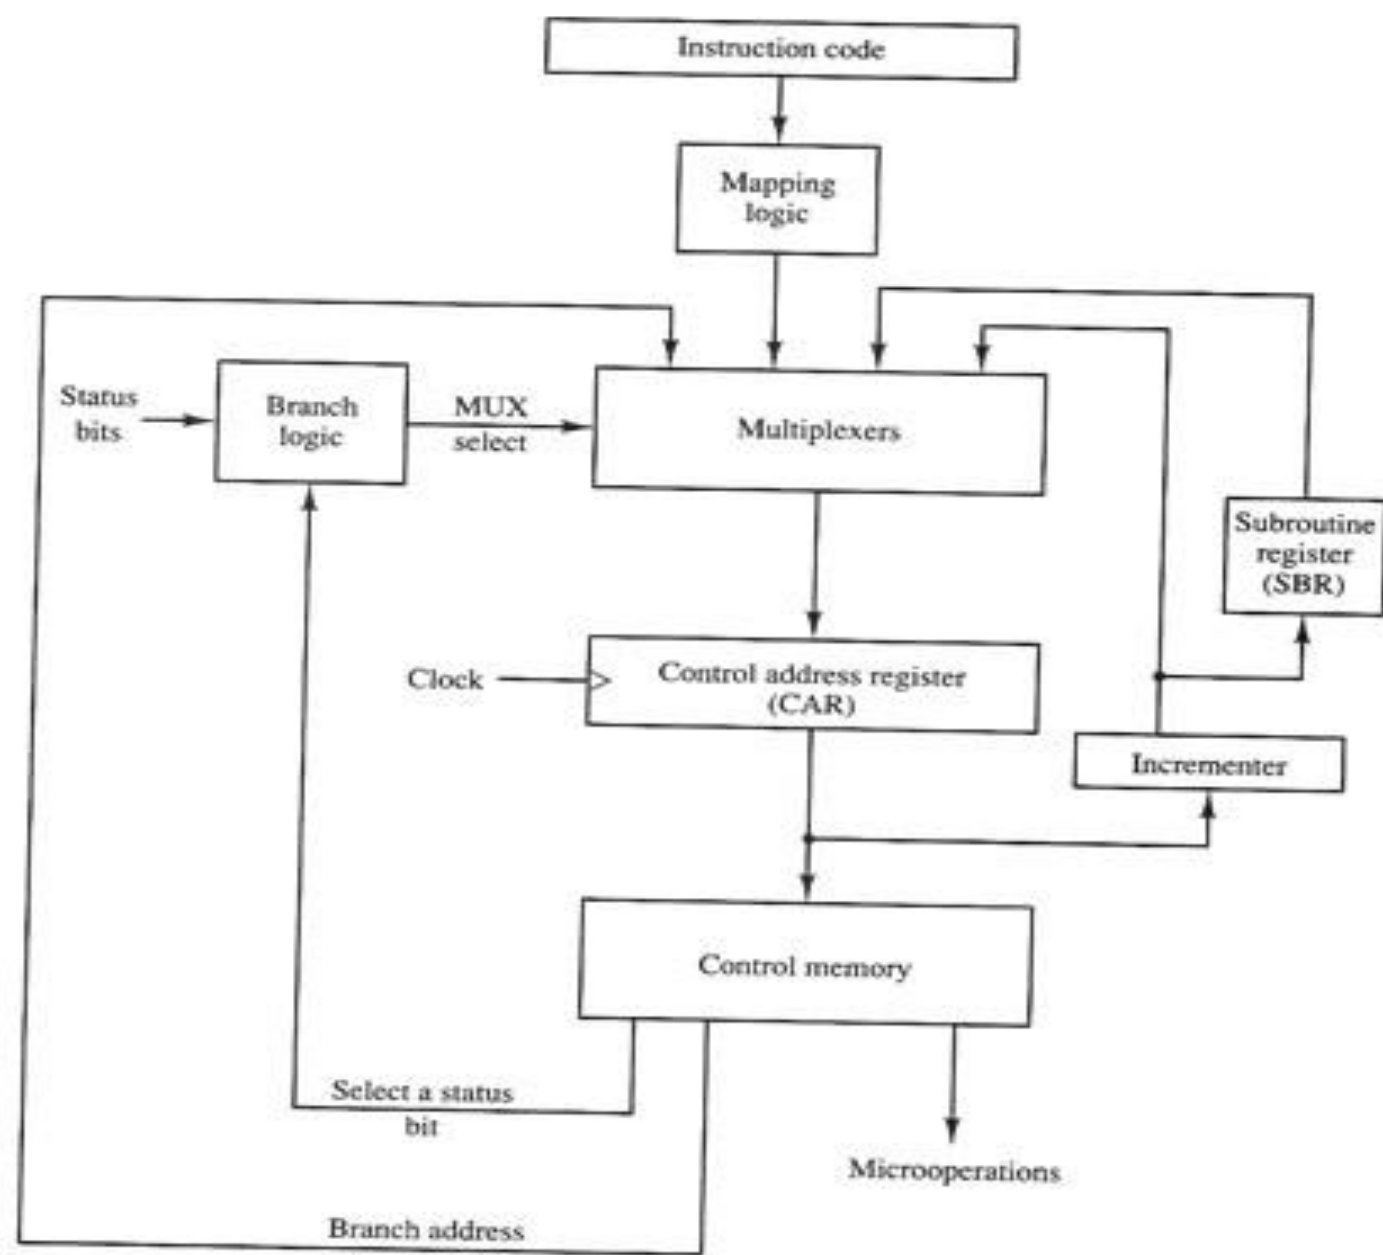 Instruction code
Mapping
logic
Status
bits
Branch
logic
MUX
select
Multiplexers
Subroutine
register
(SBR)
Clock
Control address register
(CAR)
Incrementer
Control memory
Select a status
bit
Microoperations
Branch address